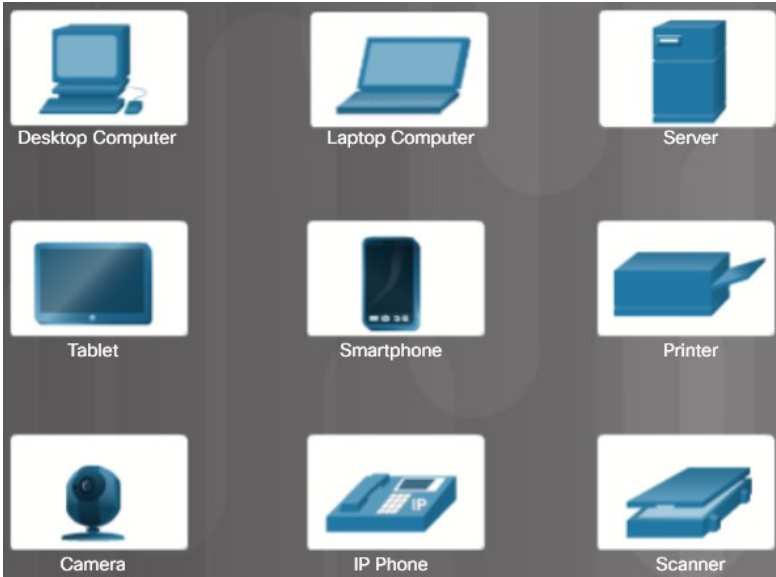 Desktop Computer
Laptop Computer
Server
Tablet
Smartphone
Printer
Camera
IP
IP Phone
Scanner